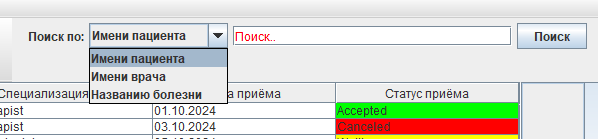 Поиск по: Имени пациента Поиск.. Поиск
Имени пациента
Имени врача
Названию болезни
Специализация приёма Статус приёма
apist 01.10.2024 Accepted
apist 03.10.2024 Canceled